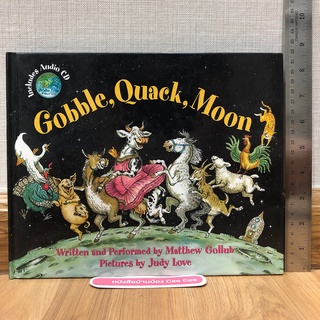 Includes Audio CD
Gobble, Quack, Moon
Written and Performed by Matthew Gollub
Pictures by Judy Love